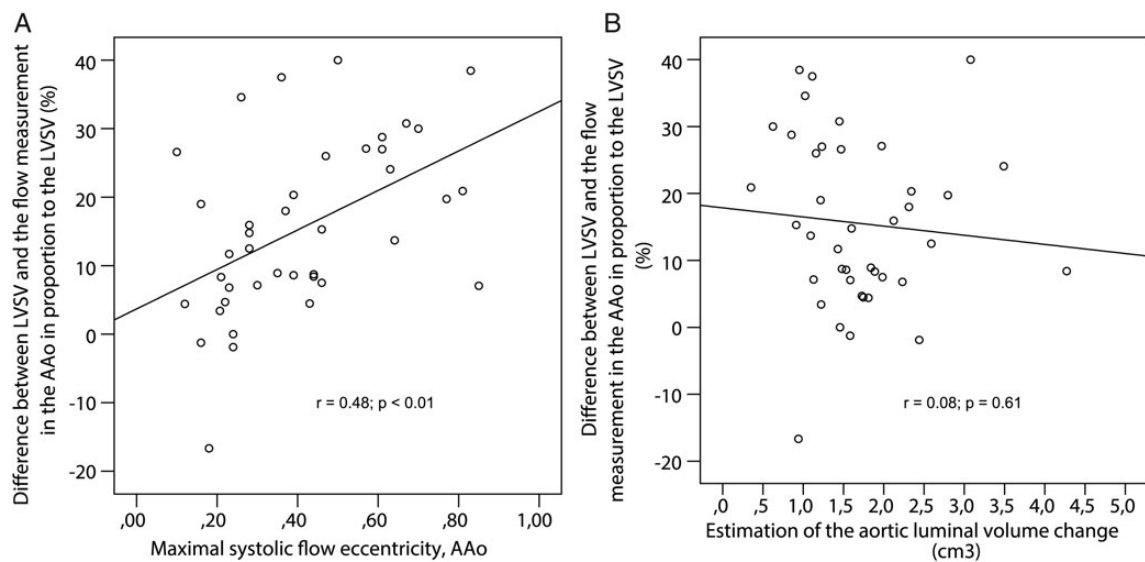 A
Difference between LVSV and the flow measurement
in the AAo in proportion to the LVSV (%)
40
30
20
10
0
-10
-20
r = 0.48; p < 0.01
,00
,20
,40
,60
,80
1,00
Maximal systolic flow eccentricity, AAo
B
Difference between LVSV and the flow
measurement in the AAo in proportion to the LVSV
(%)
40
30
20
10
0
-10
-20
r = 0.08; p = 0.61
,0
,5
1,0
1,5
2,0
2,5
3,0
3,5
4,0
4,5
5,0
Estimation of the aortic luminal volume change
(cm3)